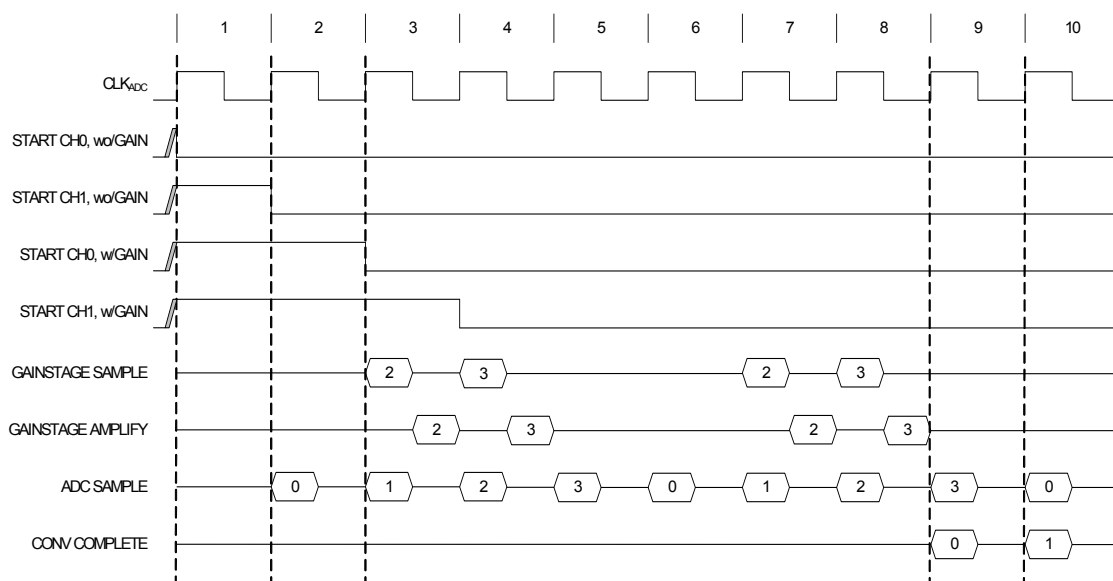 1 2 3 4 5 6 7 8 9 10
CLKADC
START CH0, wo/GAIN
START CH1, wo/GAIN
START CH0, w/GAIN
START CH1, w/GAIN
GAINSTAGE SAMPLE 2 3 2 3
GAINSTAGE AMPLIFY 2 3 2 3
ADC SAMPLE 0 1 2 3 0 1 2 3 0
CONV COMPLETE 0 1